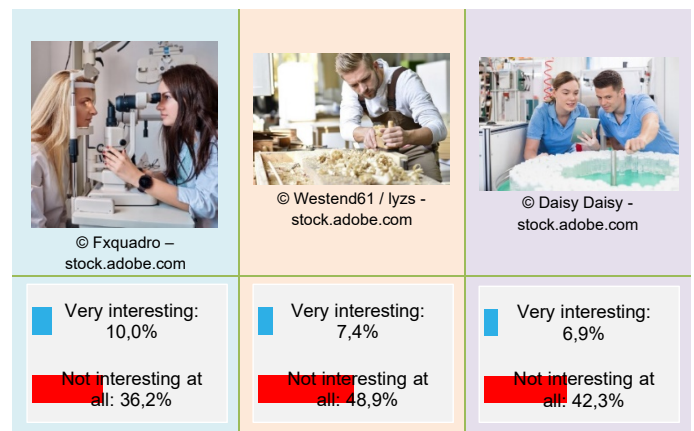 © Fxquadro –
stock.adobe.com
© Westend61 / lyzs -
stock.adobe.com
© Daisy Daisy -
stock.adobe.com
Very interesting:
10,0%
Not interesting at
all: 36,2%
Very interesting:
7,4%
Not interesting at
all: 48,9%
Very interesting:
6,9%
Not interesting at
all: 42,3%